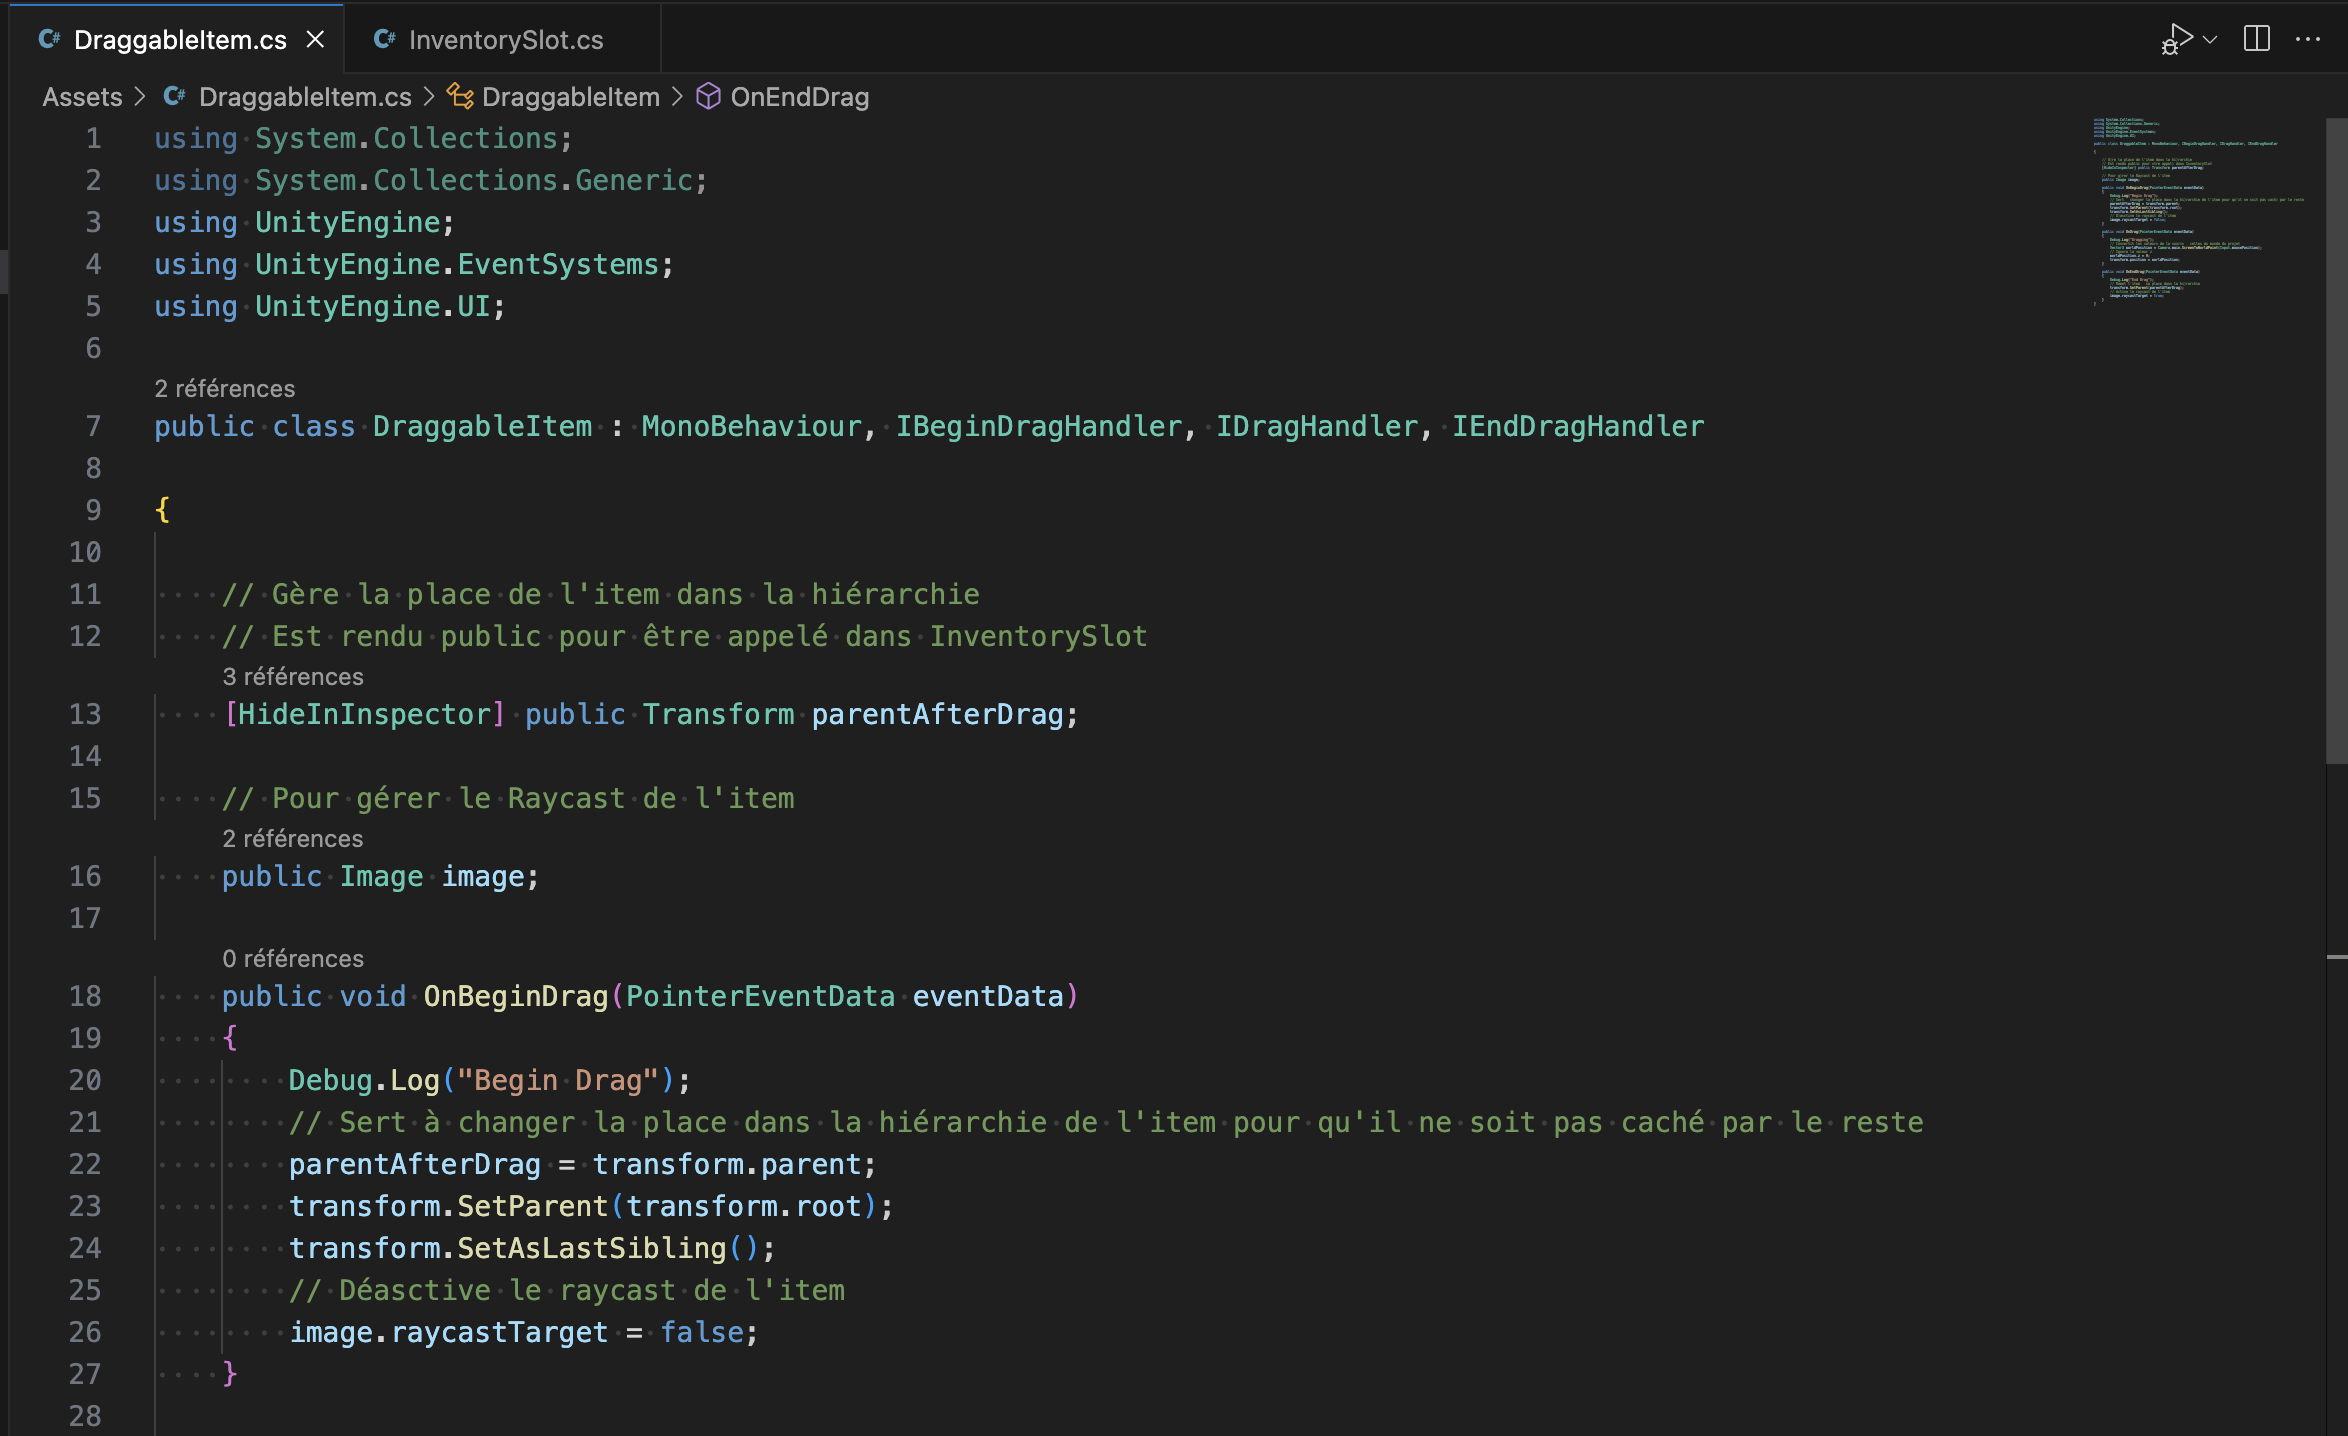 DraggableItem.cs
InventorySlot.cs
Assets > DraggableItem.cs > DraggableItem > OnEndDrag
1 using System.Collections;
2 using System.Collections.Generic;
3 using UnityEngine;
4 using UnityEngine.EventSystems;
5 using UnityEngine.UI;
6
2 références
7 public class DraggableItem : MonoBehaviour, IBeginDragHandler, IDragHandler, IEndDragHandler
8
9 {
10
11 // Gère la place de l'item dans la hiérarchie
12 // Est rendu public pour être appelé dans InventorySlot
3 références
13 [HideInInspector] public Transform parentAfterDrag;
14
15 // Pour gérer le Raycast de l'item
2 références
16 public Image image;
17
0 références
18 public void OnBeginDrag(PointerEventData eventData)
19 {
20 Debug.Log("Begin Drag");
21 // Sert à changer la place dans la hiérarchie de l'item pour qu'il ne soit pas caché par le reste
22 parentAfterDrag = transform.parent;
23 transform.SetParent(transform.root);
24 transform.SetAsLastSibling();
25 // Déasctive le raycast de l'item
26 image.raycastTarget = false;
27 }
28